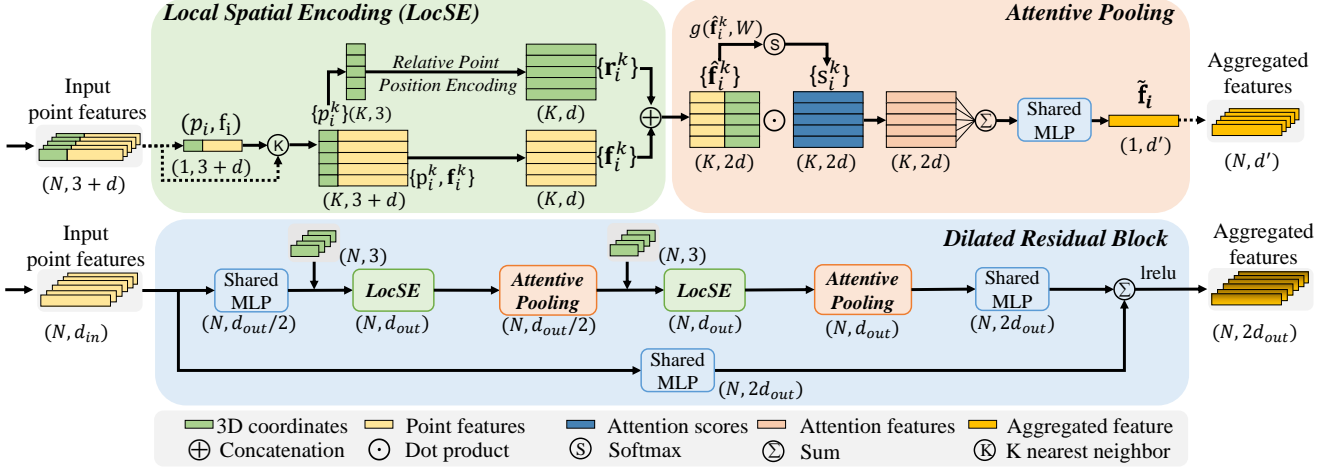 Local Spatial Encoding (LocSE)
Attentive Pooling
Input
point features
(N, 3 + d)
(p_i, f_i)
(1, 3 + d)
K
{p_i^k}(K, 3)
Relative Point
Position Encoding
(K, d)
{r_i^k}
(K, 3 + d)
{p_i^k, f_i^k}
(K, d)
{f_i^k}
+
g(f̂_i^k, W)
S
{f̂_i^k}
{s_i^k}
(K, 2d)
(K, 2d)
(K, 2d)
Σ
Shared
MLP
f̃_i
(1, d')
Aggregated
features
(N, d')
Input
point features
(N, d_in)
Dilated Residual Block
Shared
MLP
(N, d_out/2)
(N, 3)
LocSE
(N, d_out)
Attentive
Pooling
(N, d_out/2)
(N, 3)
LocSE
(N, d_out)
Attentive
Pooling
(N, d_out)
Shared
MLP
(N, 2d_out)
Σ
lrelu
Shared
MLP
(N, 2d_out)
Aggregated
features
(N, 2d_out)
3D coordinates
Point features
Attention scores
Attention features
Aggregated feature
⊕ Concatenation
⊙ Dot product
Ⓢ Softmax
Σ Sum
Ⓚ K nearest neighbor